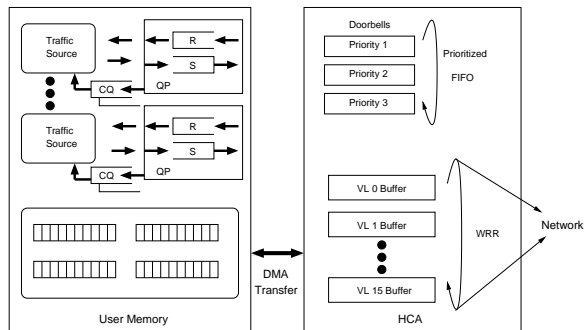 Traffic
Source
R
S
CQ
QP
Traffic
Source
R
S
CQ
QP
User Memory
DMA
Transfer
Doorbells
Priority 1
Priority 2
Priority 3
Prioritized
FIFO
VL 0 Buffer
VL 1 Buffer
VL 15 Buffer
WRR
Network
HCA